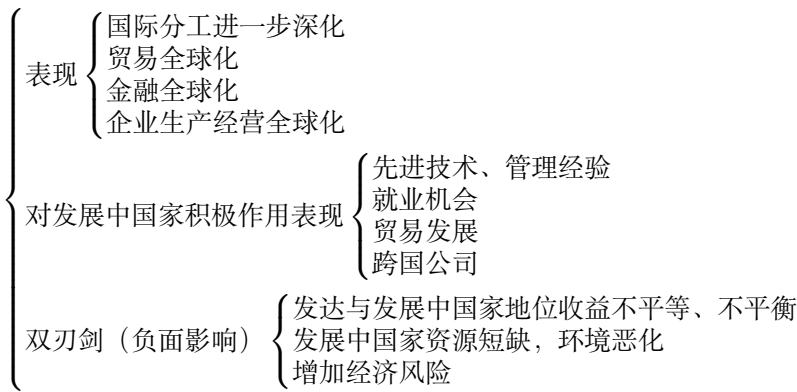 表现
国际分工进一步深化
贸易全球化
金融全球化
企业生产经营全球化
对发展中国家积极作用表现
先进技术、管理经验
就业机会
贸易发展
跨国公司
双刃剑（负面影响）
发达与发展中国家地位收益不平等、不平衡
发展中国家资源短缺，环境恶化
增加经济风险